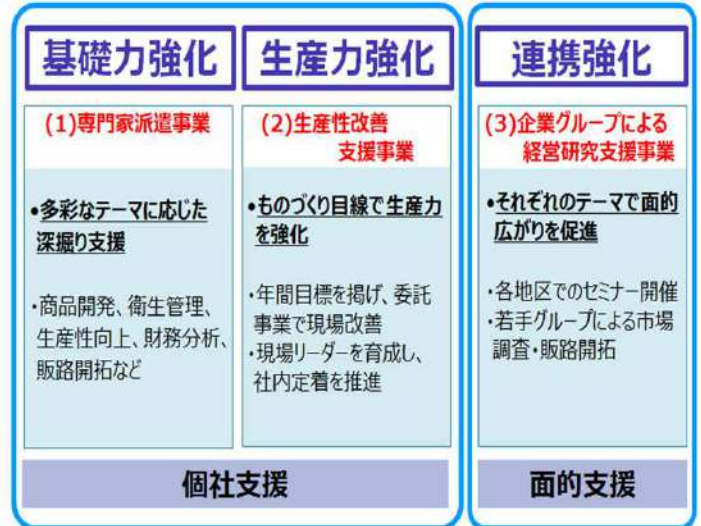 基礎力強化
(1)専門家派遣事業
•多彩なテーマに応じた
深掘り支援
・商品開発、衛生管理、
生産性向上、財務分析、
販路開拓など
生産力強化
(2)生産性改善
支援事業
•ものづくり目線で生産力
を強化
・年間目標を掲げ、委託
事業で現場改善
・現場リーダーを育成し、
社内定着を推進
個社支援
連携強化
(3)企業グループによる
経営研究支援事業
•それぞれのテーマで面的
広がりを促進
・各地区でのセミナー開催
・若手グループによる市場
調査・販路開拓
面的支援